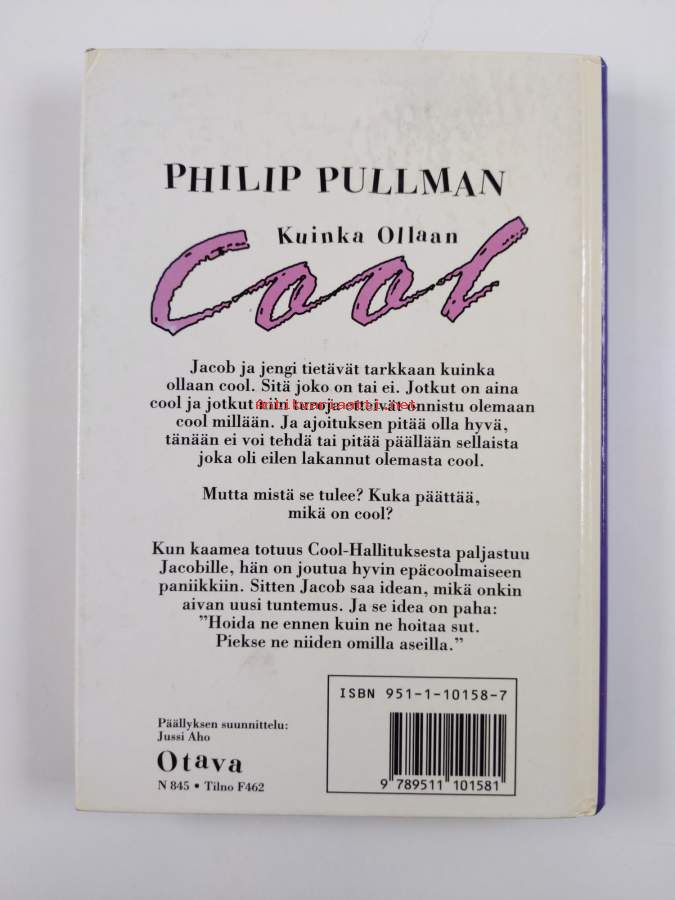 PHILIP PULLMAN
Kuinka Ollaan
Cool
Jacob ja jengi tietävät tarkkaan kuinka
ollaan cool. Sitä joko on tai ei. Jotkut on aina
cool ja jotkut niin nuorja ettivät onnistu olemaan
cool millään. Ja ajoituksen pitää olla hyvä,
tänään ei voi tehdä tai pitää päällään sellaista
joka oli eilen lakannut olemasta cool.
Mutta mistä se tulee? Kuka päättää,
mikä on cool?
Kun kaamea totuus Cool-Hallituksesta paljastuu
Jacobille, hän on joutua hyvin epäcoolmaiseen
paniikkiin. Sitten Jacob saa idean, mikä onkin
aivan uusi tuntemus. Ja se idea on paha:
”Hoida ne ennen kuin ne hoitaa sut.
Piekse ne niiden omilla aseilla.”
ISBN 951-1-10158-7
Päällyksen suunnittelu:
Jussi Aho
Otava
N 845 • Tilno F462
9 789511 101581